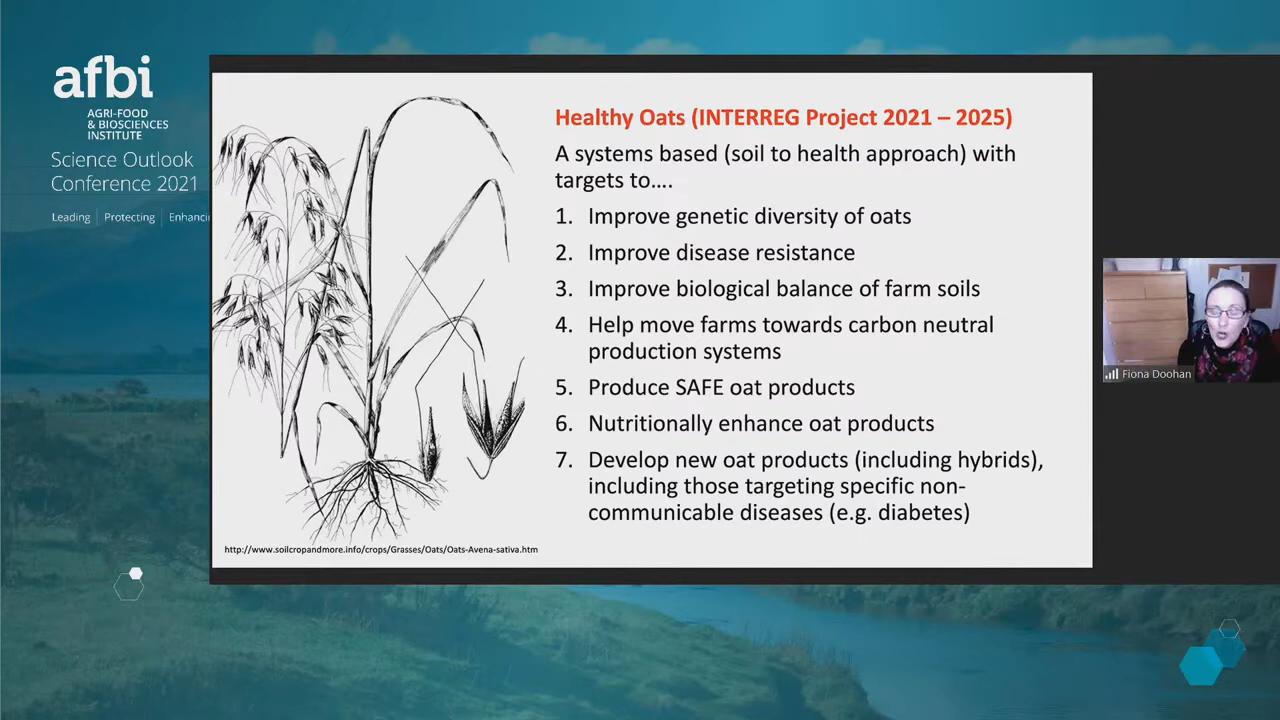 afbi
AGRI-FOOD
& BIOSCIENCES
INSTITUTE
Science Outlook
Conference 2021
Leading
Protecting
Healthy Oats (INTERREG Project 2021 – 2025)
A systems based (soil to health approach) with
targets to....
1. Improve genetic diversity of oats
2. Improve disease resistance
3. Improve biological balance of farm soils
4. Help move farms towards carbon neutral
production systems
5. Produce SAFE oat products
6. Nutritionally enhance oat products
7. Develop new oat products (including hybrids),
including those targeting specific non-
communicable diseases (e.g. diabetes)
http://www.soilcropandmore.info/crops/Grasses/Oats/Oats-Avena-sativa.htm
Fiona Doohan